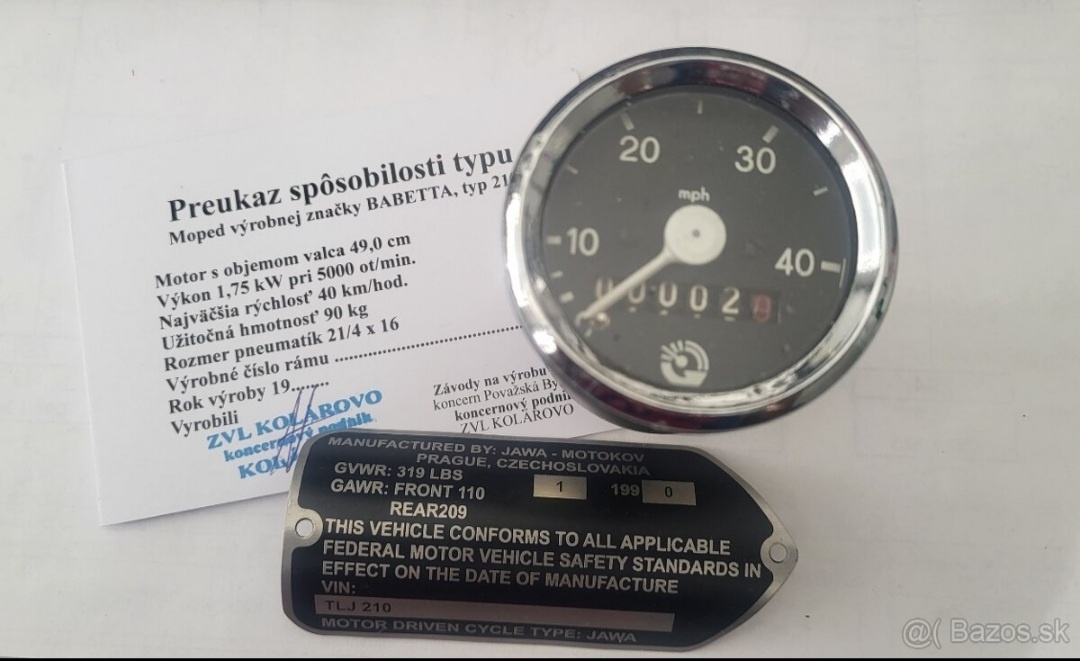 Preukaz spôsobilosti typu
Moped výrobnej značky BABETTA, typ
Motor s objemom valca 49,0 cm
Výkon 1,75 kW pri 5000 ot/min.
Najväčšia rýchlosť 40 km/hod.
Užitočná hmotnosť 90 kg
Rozmer pneumatík 21/4 x 16
Výrobné číslo rámu
Rok výroby 19........
Vyrobili
ZVL KOLÁROVO
koncernový podnik
Závody na výrobu
koncern Považská
koncernový podnik
ZVL KOLÁROVO
20
30
mph
10
40
00002
MANUFACTURED BY: JAWA - MOTOKOV
PRAGUE, CZECHOSLOVAKIA
GVWR: 319 LBS
GAWR: FRONT 110 1 199 0
REAR209
THIS VEHICLE CONFORMS TO ALL APPLICABLE
FEDERAL MOTOR VEHICLE SAFETY STANDARDS IN
EFFECT ON THE DATE OF MANUFACTURE
VIN:
TLJ 210
MOTOR DRIVEN CYCLE TYPE: JAWA
@( Bazos.sk